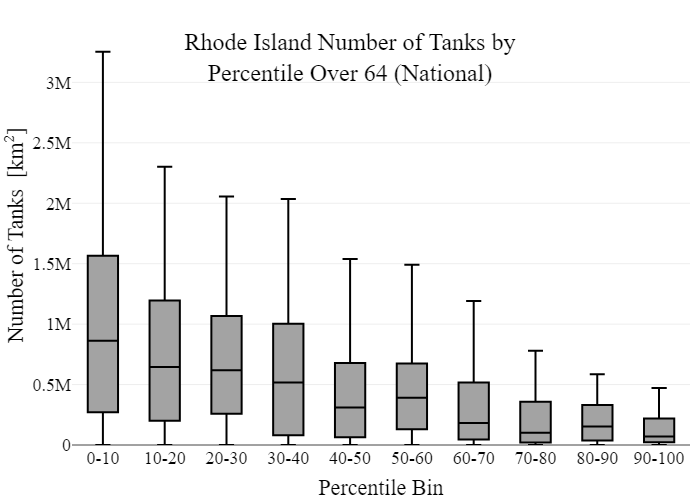 Rhode Island Number of Tanks by
Percentile Over 64 (National)
Number of Tanks [km²]
3M
2.5M
2M
1.5M
1M
0.5M
0
0-10 10-20 20-30 30-40 40-50 50-60 60-70 70-80 80-90 90-100
Percentile Bin